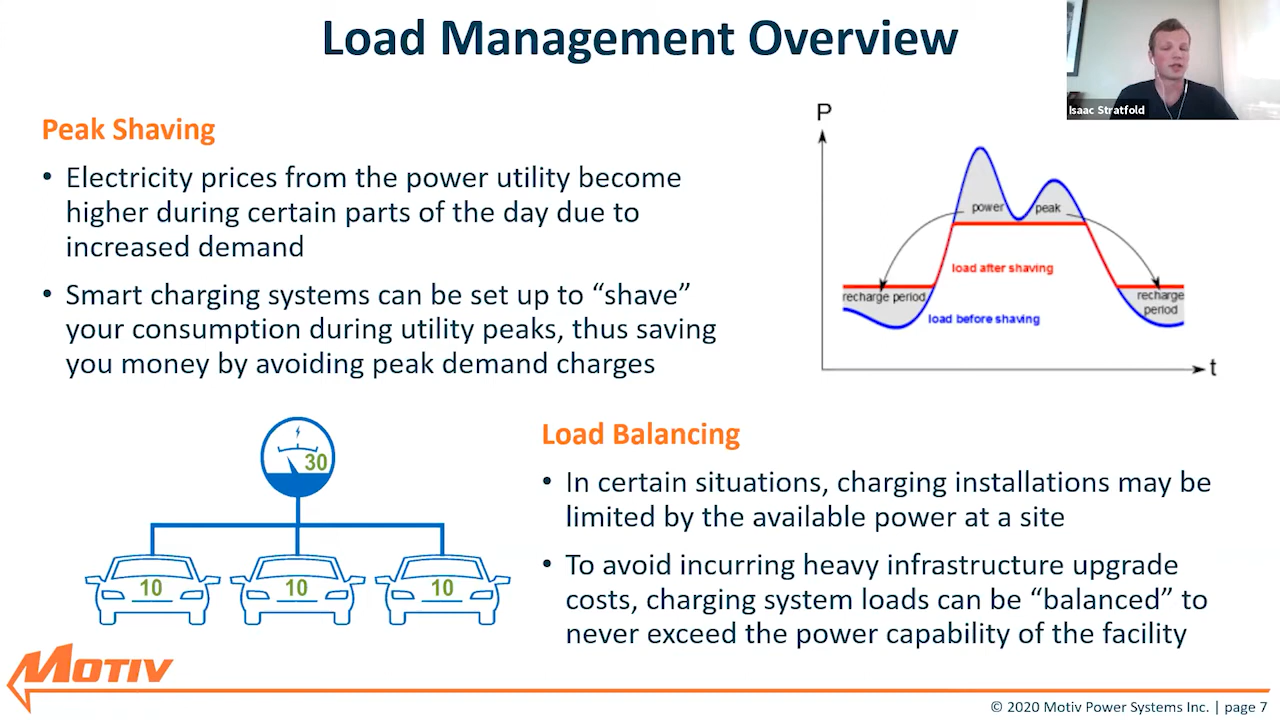 Load Management Overview
Isaac Stratfold
Peak Shaving
• Electricity prices from the power utility become
higher during certain parts of the day due to
increased demand
• Smart charging systems can be set up to “shave”
your consumption during utility peaks, thus saving
you money by avoiding peak demand charges
P
power peak
load after shaving
recharge period
recharge
period
load before shaving
t
30
10 10 10
Load Balancing
• In certain situations, charging installations may be
limited by the available power at a site
• To avoid incurring heavy infrastructure upgrade
costs, charging system loads can be “balanced” to
never exceed the power capability of the facility
MOTIV
© 2020 Motiv Power Systems Inc. | page 7